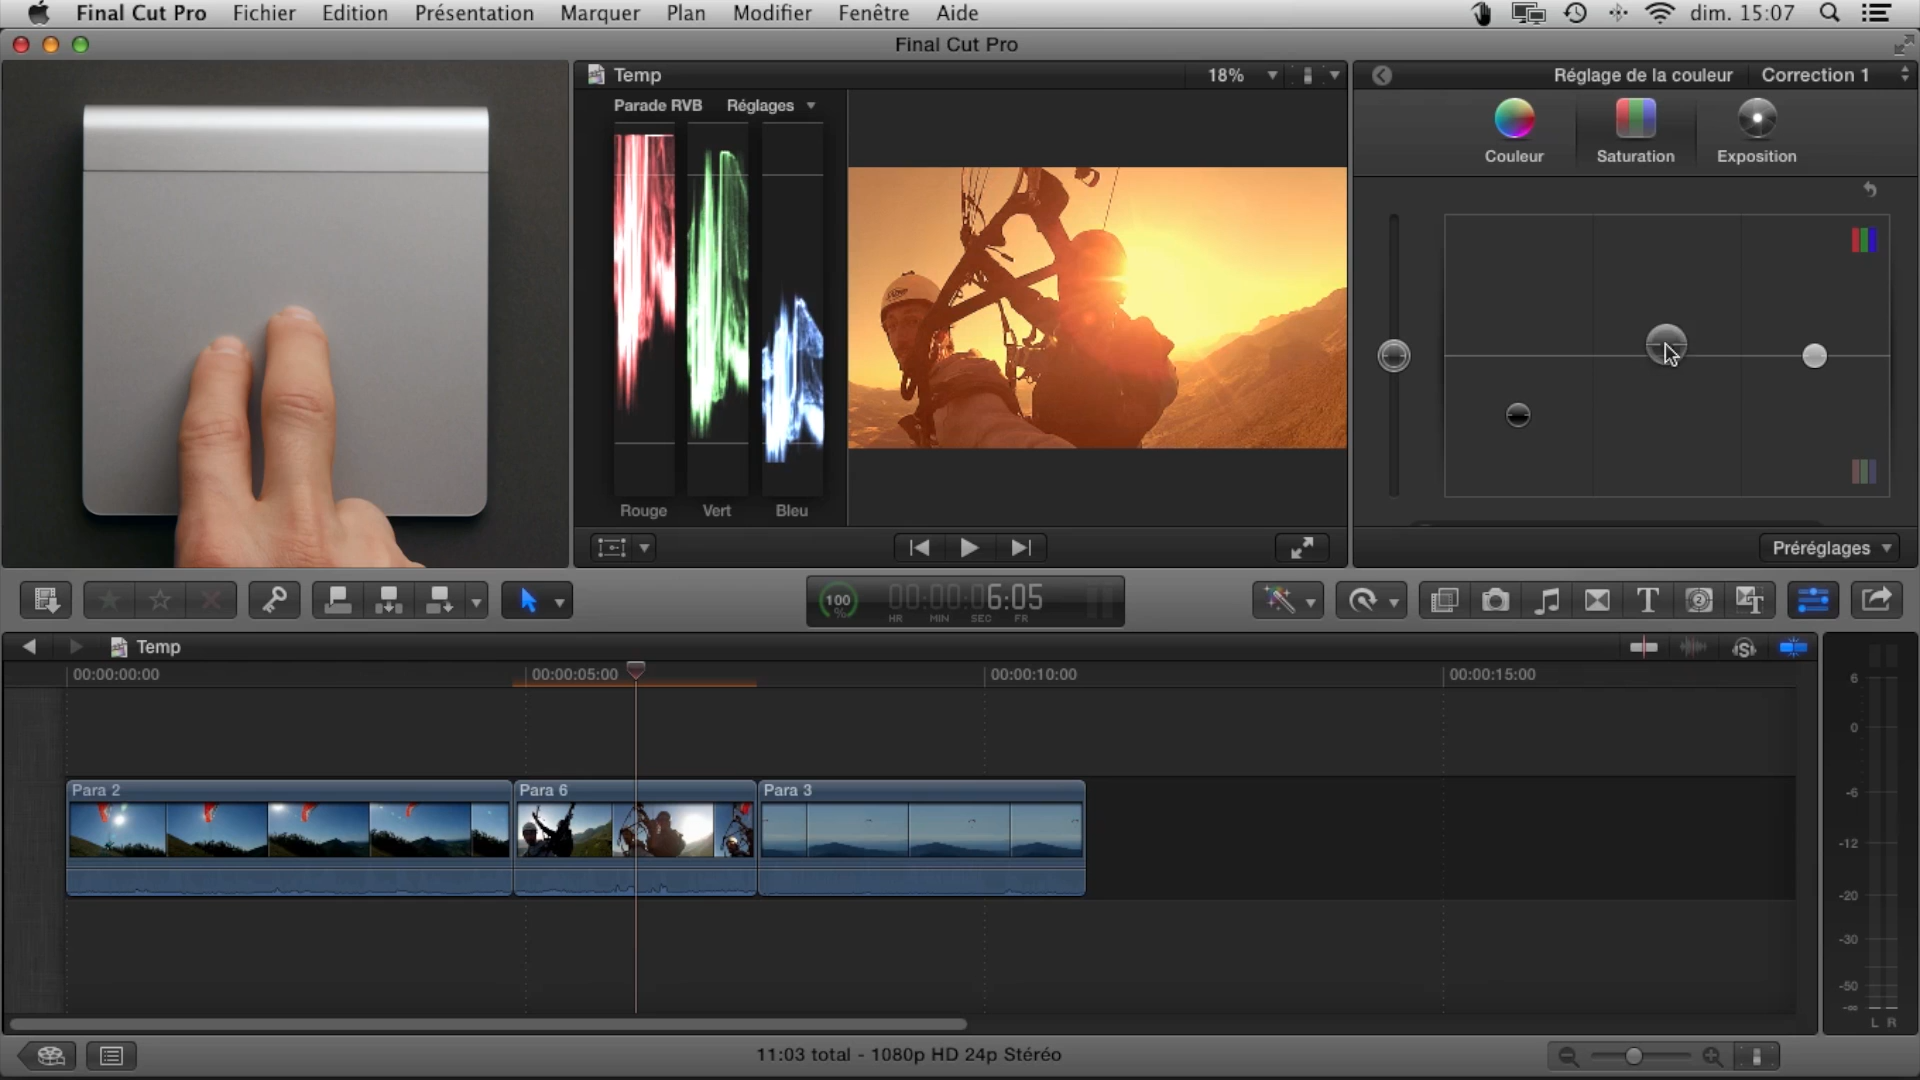 Final Cut Pro Fichier Edition Présentation Marquer Plan Modifier Fenêtre Aide dim. 15:07
Final Cut Pro
Temp 18%
Réglage de la couleur Correction 1
Parade RVB Réglages
Couleur Saturation Exposition
Rouge Vert Bleu
Préréglages
100 % 00:00:06:05
HR MIN SEC FR
Temp
00:00:00:00 00:00:05:00 00:00:10:00 00:00:15:00
Para 2 Para 6 Para 3
6
0
-6
-12
-20
-30
-50
-∞
L R
11:03 total - 1080p HD 24p Stéréo